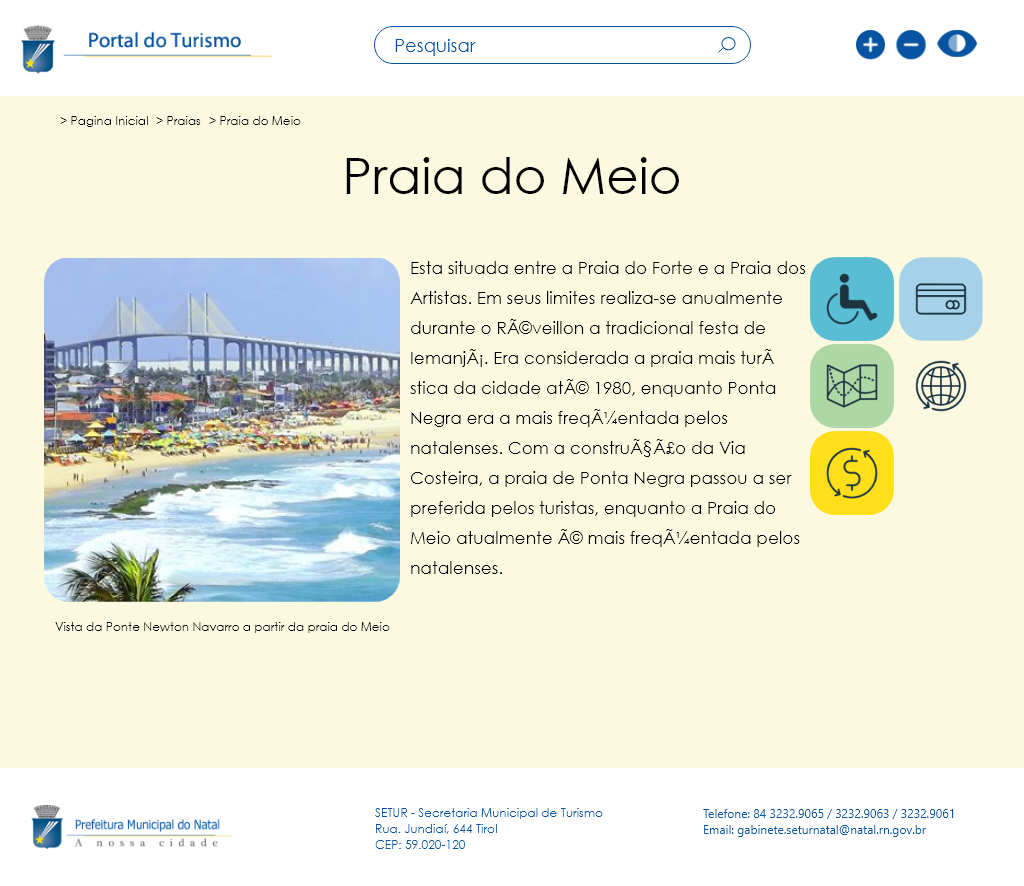 Portal do Turismo
Pesquisar
> Pagina Inicial > Praias > Praia do Meio
Praia do Meio
Esta situada entre a Praia do Forte e a Praia dos
Artistas. Em seus limites realiza-se anualmente
durante o RÃ©veillon a tradicional festa de
IemanjÃ¡. Era considerada a praia mais turÃ
stica da cidade atÃ© 1980, enquanto Ponta
Negra era a mais freqÃ¼entada pelos
natalenses. Com a construÃ§Ã£o da Via
Costeira, a praia de Ponta Negra passou a ser
preferida pelos turistas, enquanto a Praia do
Meio atualmente Ã© mais freqÃ¼entada pelos
natalenses.
Vista da Ponte Newton Navarro a partir da praia do Meio
Prefeitura Municipal do Natal
A nossa cidade
SETUR - Secretaria Municipal de Turismo
Rua. Jundiaí, 644 Tirol
CEP: 59.020-120
Telefone: 84 3232.9065 / 3232.9063 / 3232.9061
Email: gabinete.seturnatal@natal.rn.gov.br